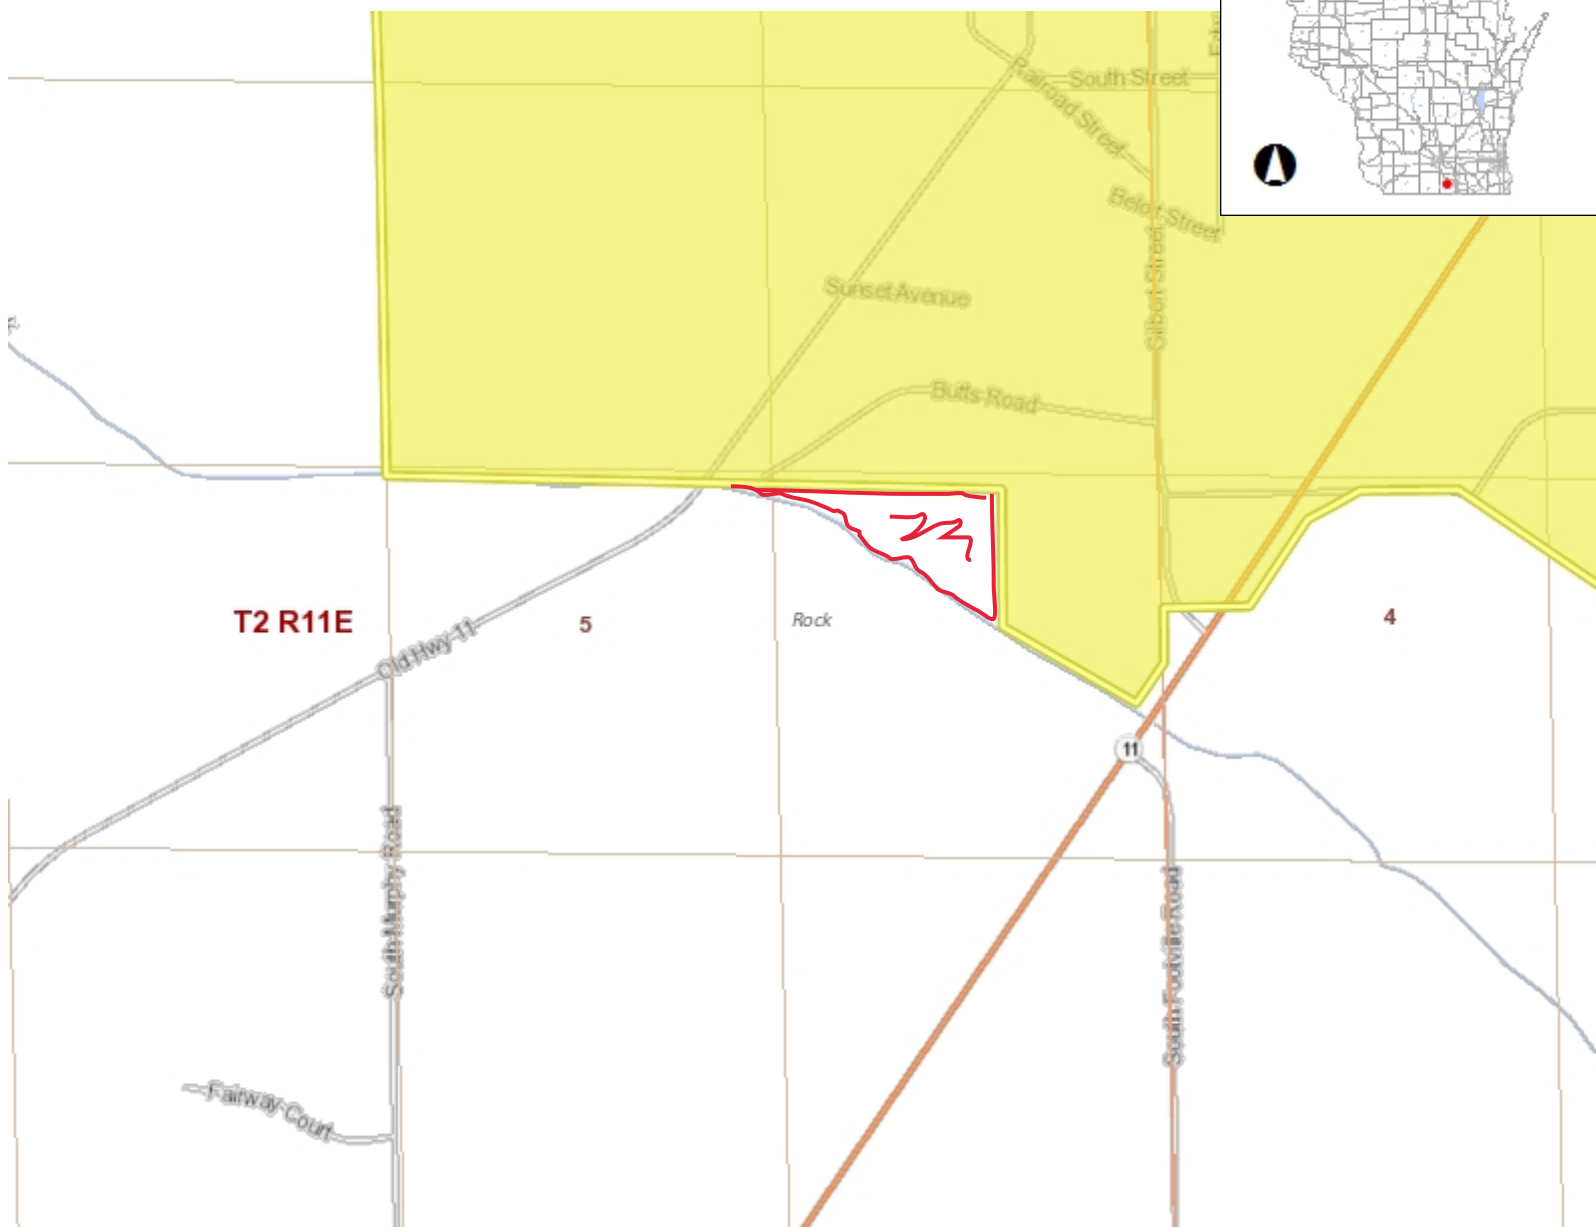 South Street
Railroad Street
Beloit Street
Gilbert Street
Sunset Avenue
Butts Road
T2 R11E
Old Hwy 11
5
Rock
4
11
South Murphy Road
South Footville Road
Fairway Court